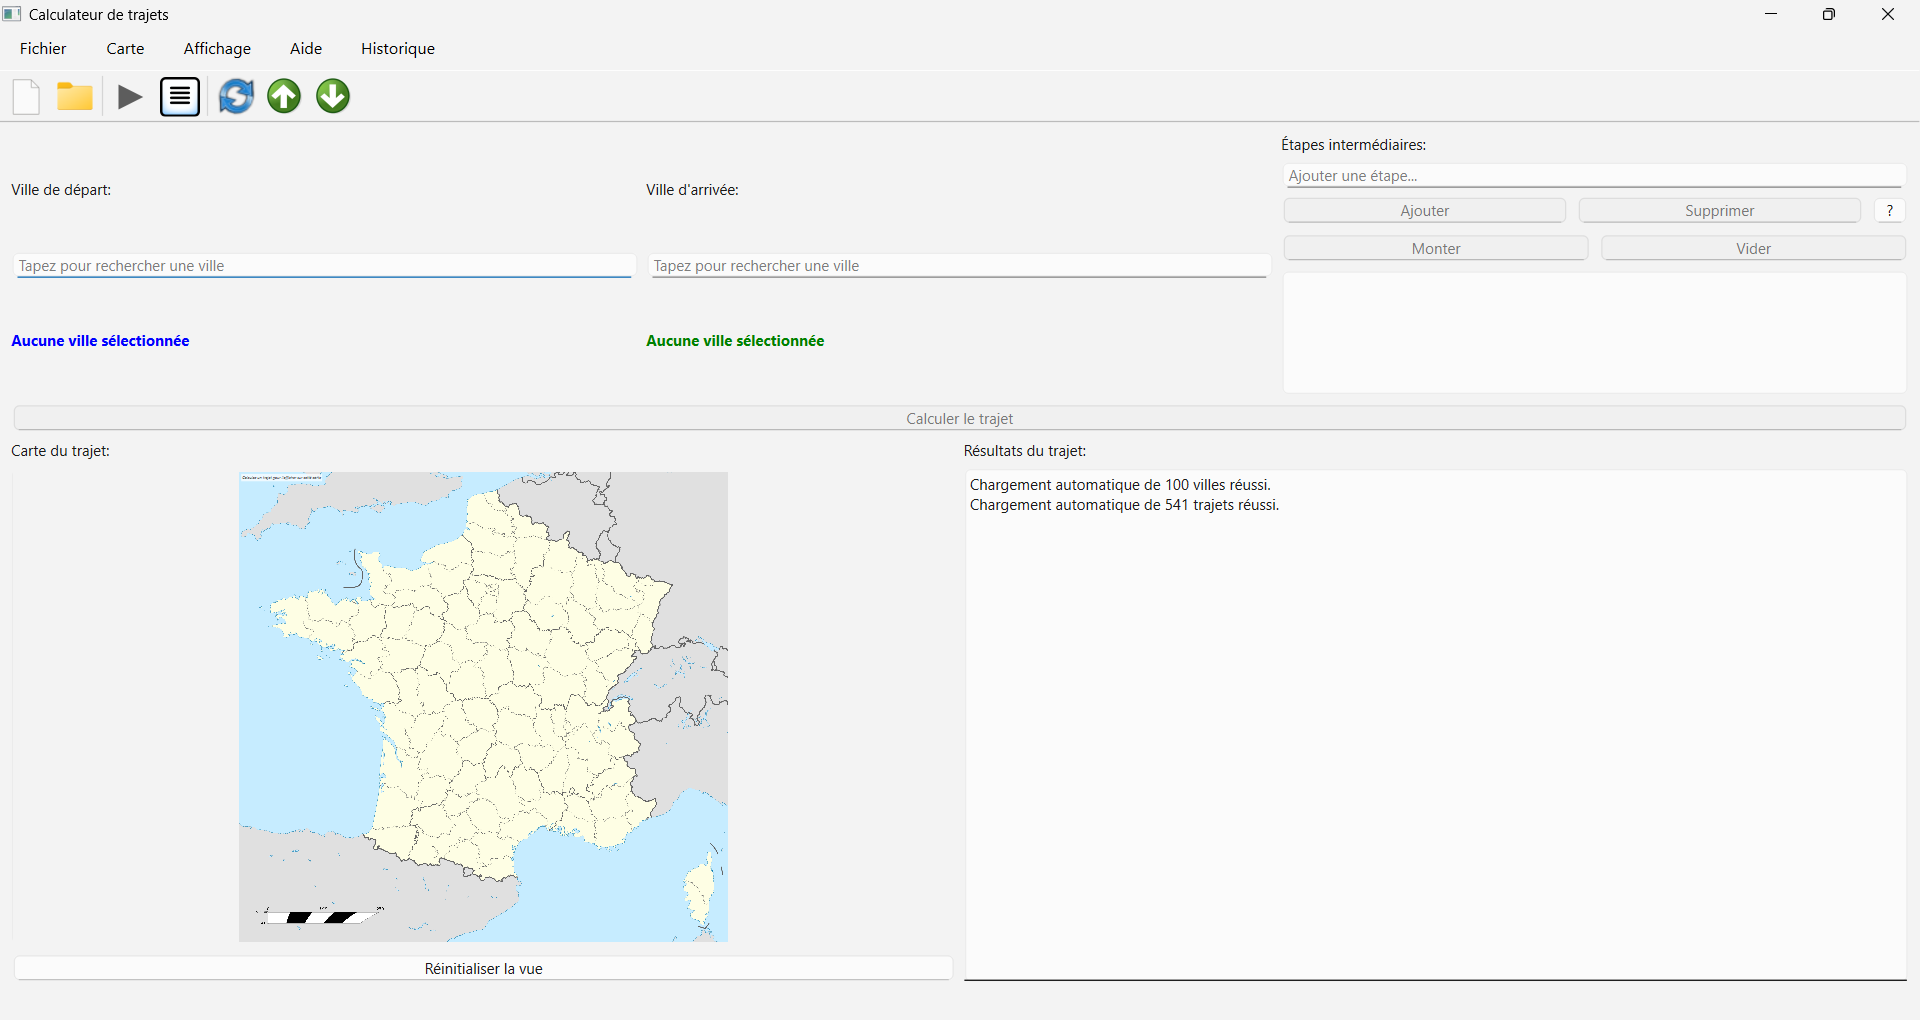 Calculateur de trajets
Fichier Carte Affichage Aide Historique
Étapes intermédiaires:
Ajouter une étape...
Ville de départ:
Ville d'arrivée:
Ajouter
Supprimer
?
Monter
Vider
Tapez pour rechercher une ville
Tapez pour rechercher une ville
Aucune ville sélectionnée
Aucune ville sélectionnée
Calculer le trajet
Carte du trajet:
Résultats du trajet:
Chargement automatique de 100 villes réussi.
Chargement automatique de 541 trajets réussi.
Réinitialiser la vue